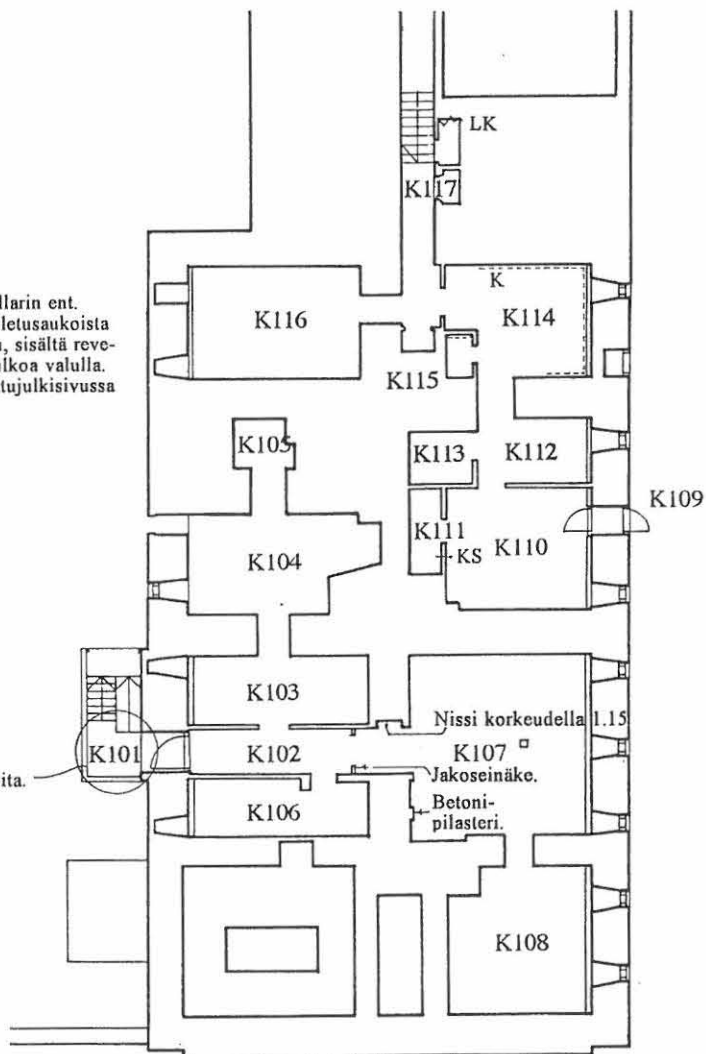 LK
K117
llarin ent.
letusaukoista
, sisältä reve-
lkoa valulla.
tujulkisivussa
K
K116
K114
K115
K105
K113
K112
K109
K111
K110
KS
K104
K103
Nissi korkeudella 1.15
K101
K102
K107
Jakoseinäke.
ita.
K106
Betoni-
pilasteri.
K108